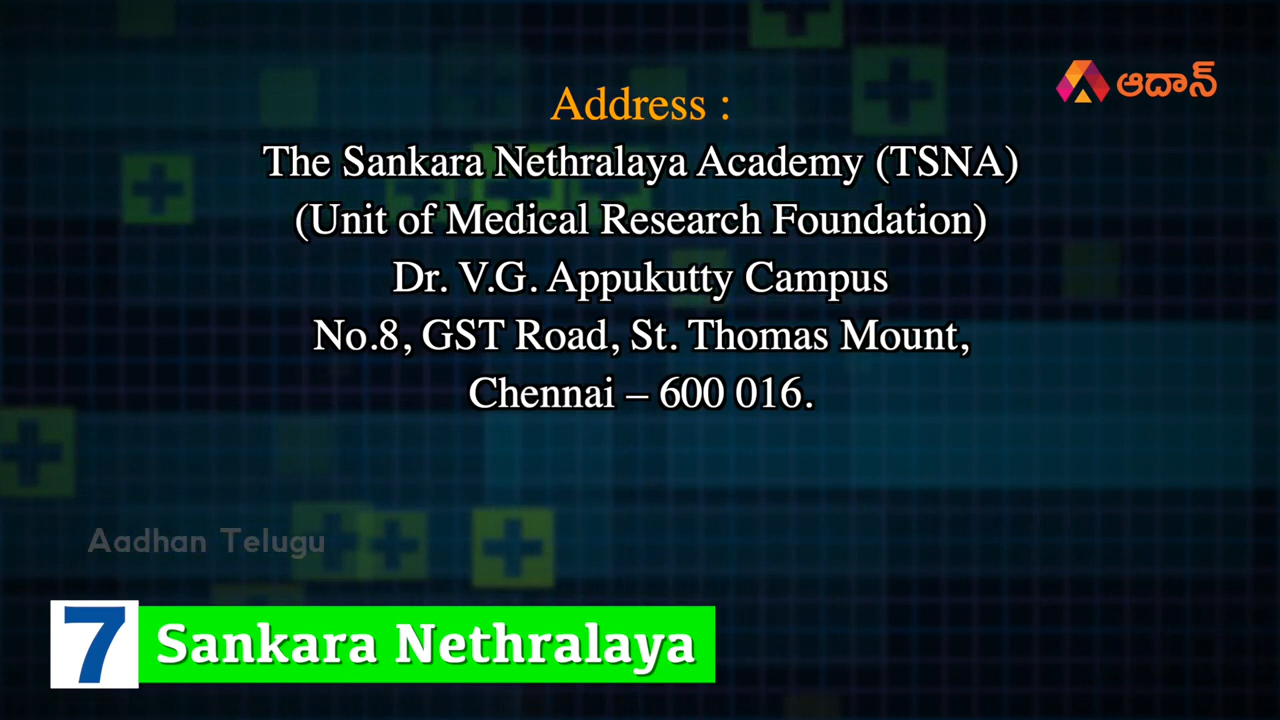 ఆదాన్
Address :
The Sankara Nethralaya Academy (TSNA)
(Unit of Medical Research Foundation)
Dr. V.G. Appukutty Campus
No.8, GST Road, St. Thomas Mount,
Chennai – 600 016.
Aadhan Telugu
7 Sankara Nethralaya